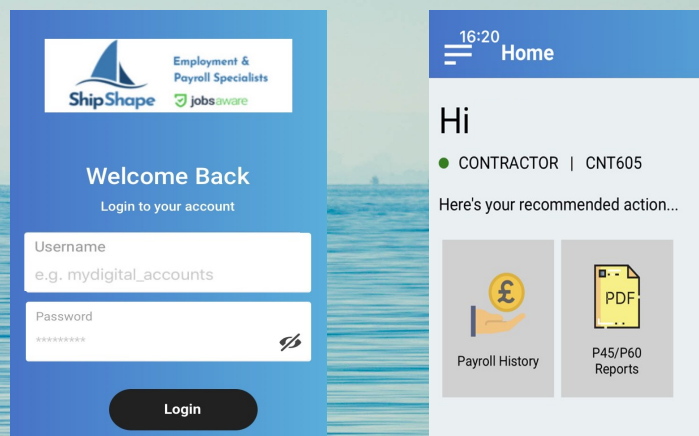 Employment &
Payroll Specialists
ShipShape
jobsaware
Welcome Back
Login to your account
Username
e.g. mydigital_accounts
Password
*********
Login
16:20
Home
Hi
CONTRACTOR | CNT605
Here's your recommended action...
£
Payroll History
PDF
P45/P60
Reports